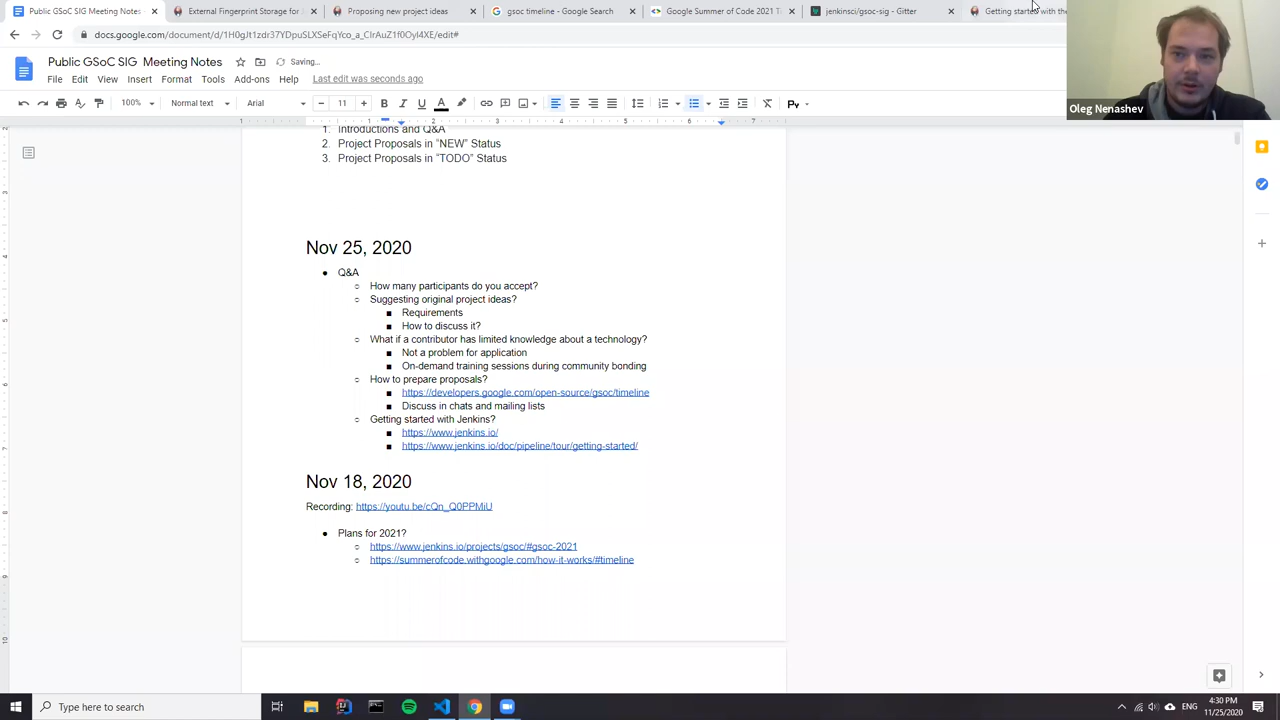 Public GSoC SIG Meeting Notes
External Fingerprint Storage for
Proposing new project ideas
gsoc timeline - Google Search
Google Summer of Code 2021 T
jenkinsci/gsoc-sig - Gitter
Getting started with the
Public GSoC SIG Meeting Notes
Saving...
File Edit View Insert Format Tools Add-ons Help Last edit was seconds ago
100% Normal text Arial 11
Oleg Nenashev
1. Introductions and Q&A
2. Project Proposals in "NEW" Status
3. Project Proposals in "TODO" Status
Nov 25, 2020
Q&A
How many participants do you accept?
Suggesting original project ideas?
Requirements
How to discuss it?
What if a contributor has limited knowledge about a technology?
Not a problem for application
On-demand training sessions during community bonding
How to prepare proposals?
https://developers.google.com/open-source/gsoc/timeline
Discuss in chats and mailing lists
Getting started with Jenkins?
https://www.jenkins.io/
https://www.jenkins.io/doc/pipeline/tour/getting-started/
Nov 18, 2020
Recording: https://youtu.be/cQn_Q0PPMiU
Plans for 2021?
https://www.jenkins.io/projects/gsoc/#gsoc-2021
https://summerofcode.withgoogle.com/how-it-works/#timeline
Type here to search
ENG
4:30 PM
11/25/2020